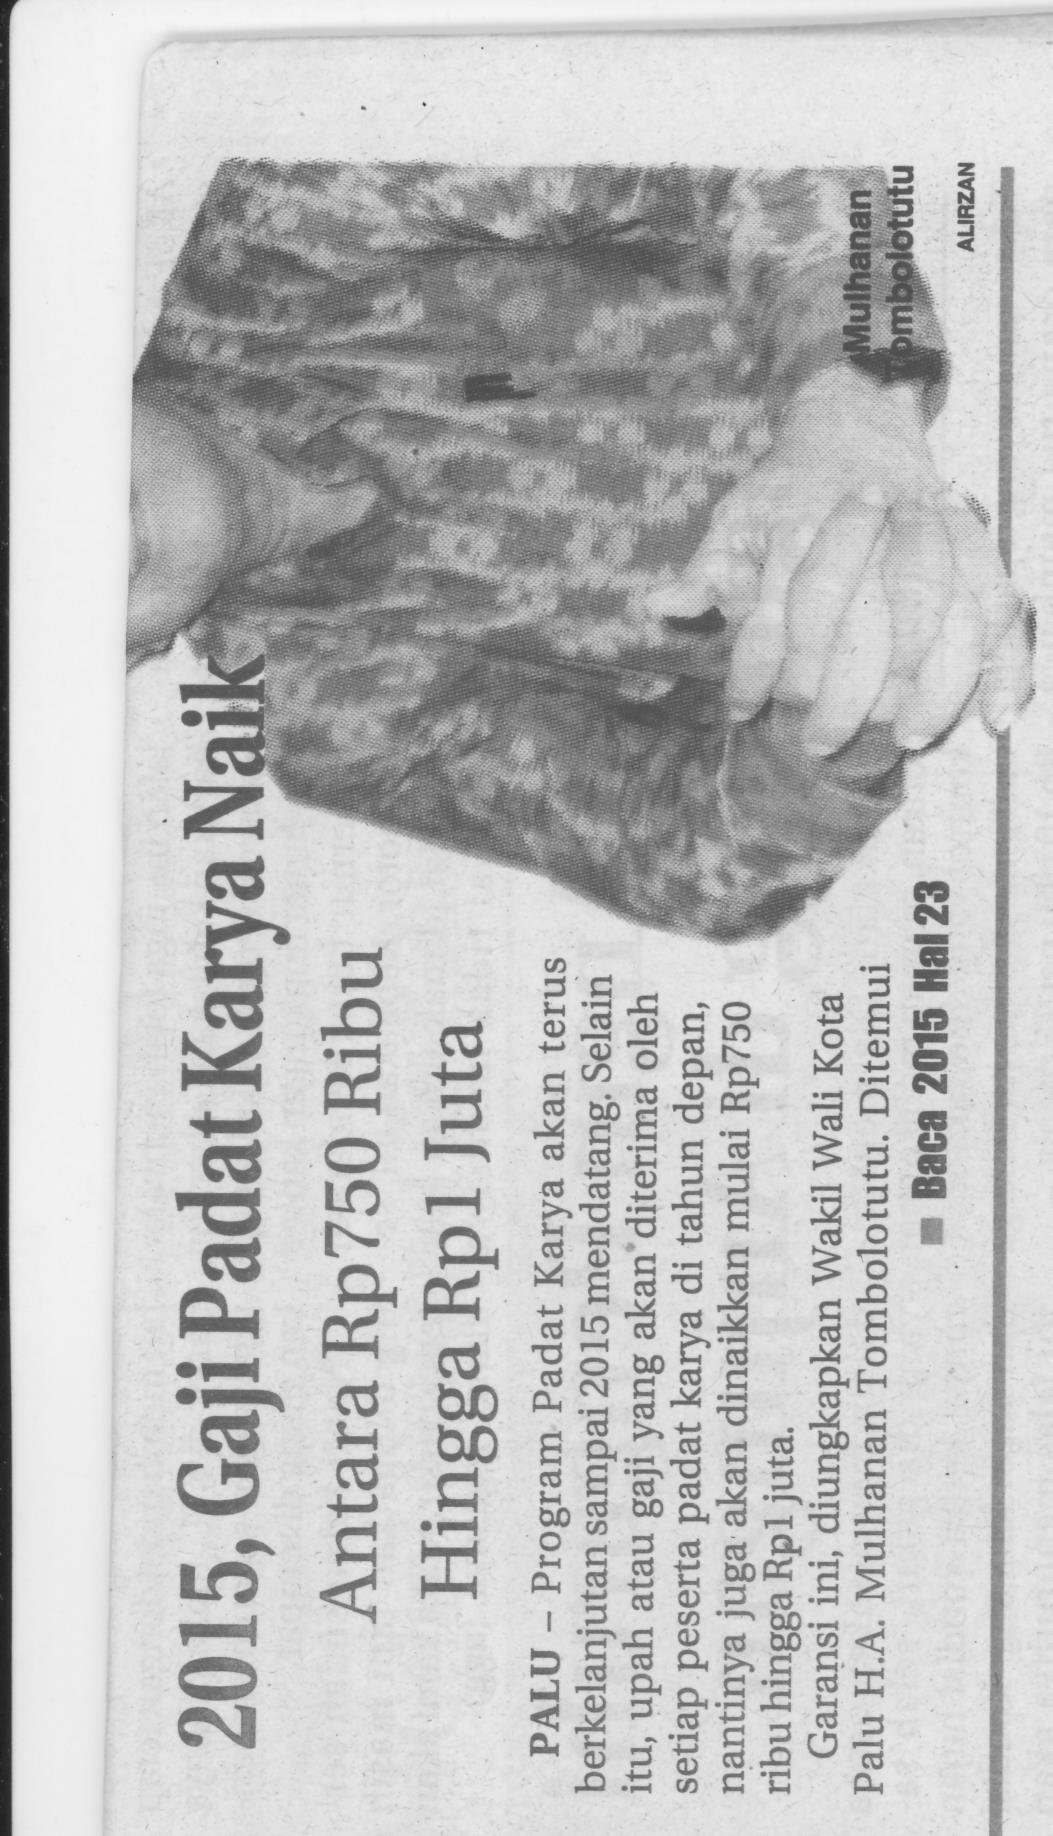 2015, Gaji Padat Karya Naik
Antara Rp750 Ribu
Hingga Rp1 Juta
PALU – Program Padat Karya akan terus
berkelanjutan sampai 2015 mendatang. Selain
itu, upah atau gaji yang akan diterima oleh
setiap peserta padat karya di tahun depan,
nantinya juga akan dinaikkan mulai Rp750
ribu hingga Rp1 juta.
Garansi ini, diungkapkan Wakil Wali Kota
Palu H.A. Mulhanan Tombolotutu. Ditemui
■ Baca 2015 Hal 23
Mulhanan
Tombolotutu
ALIRZAN